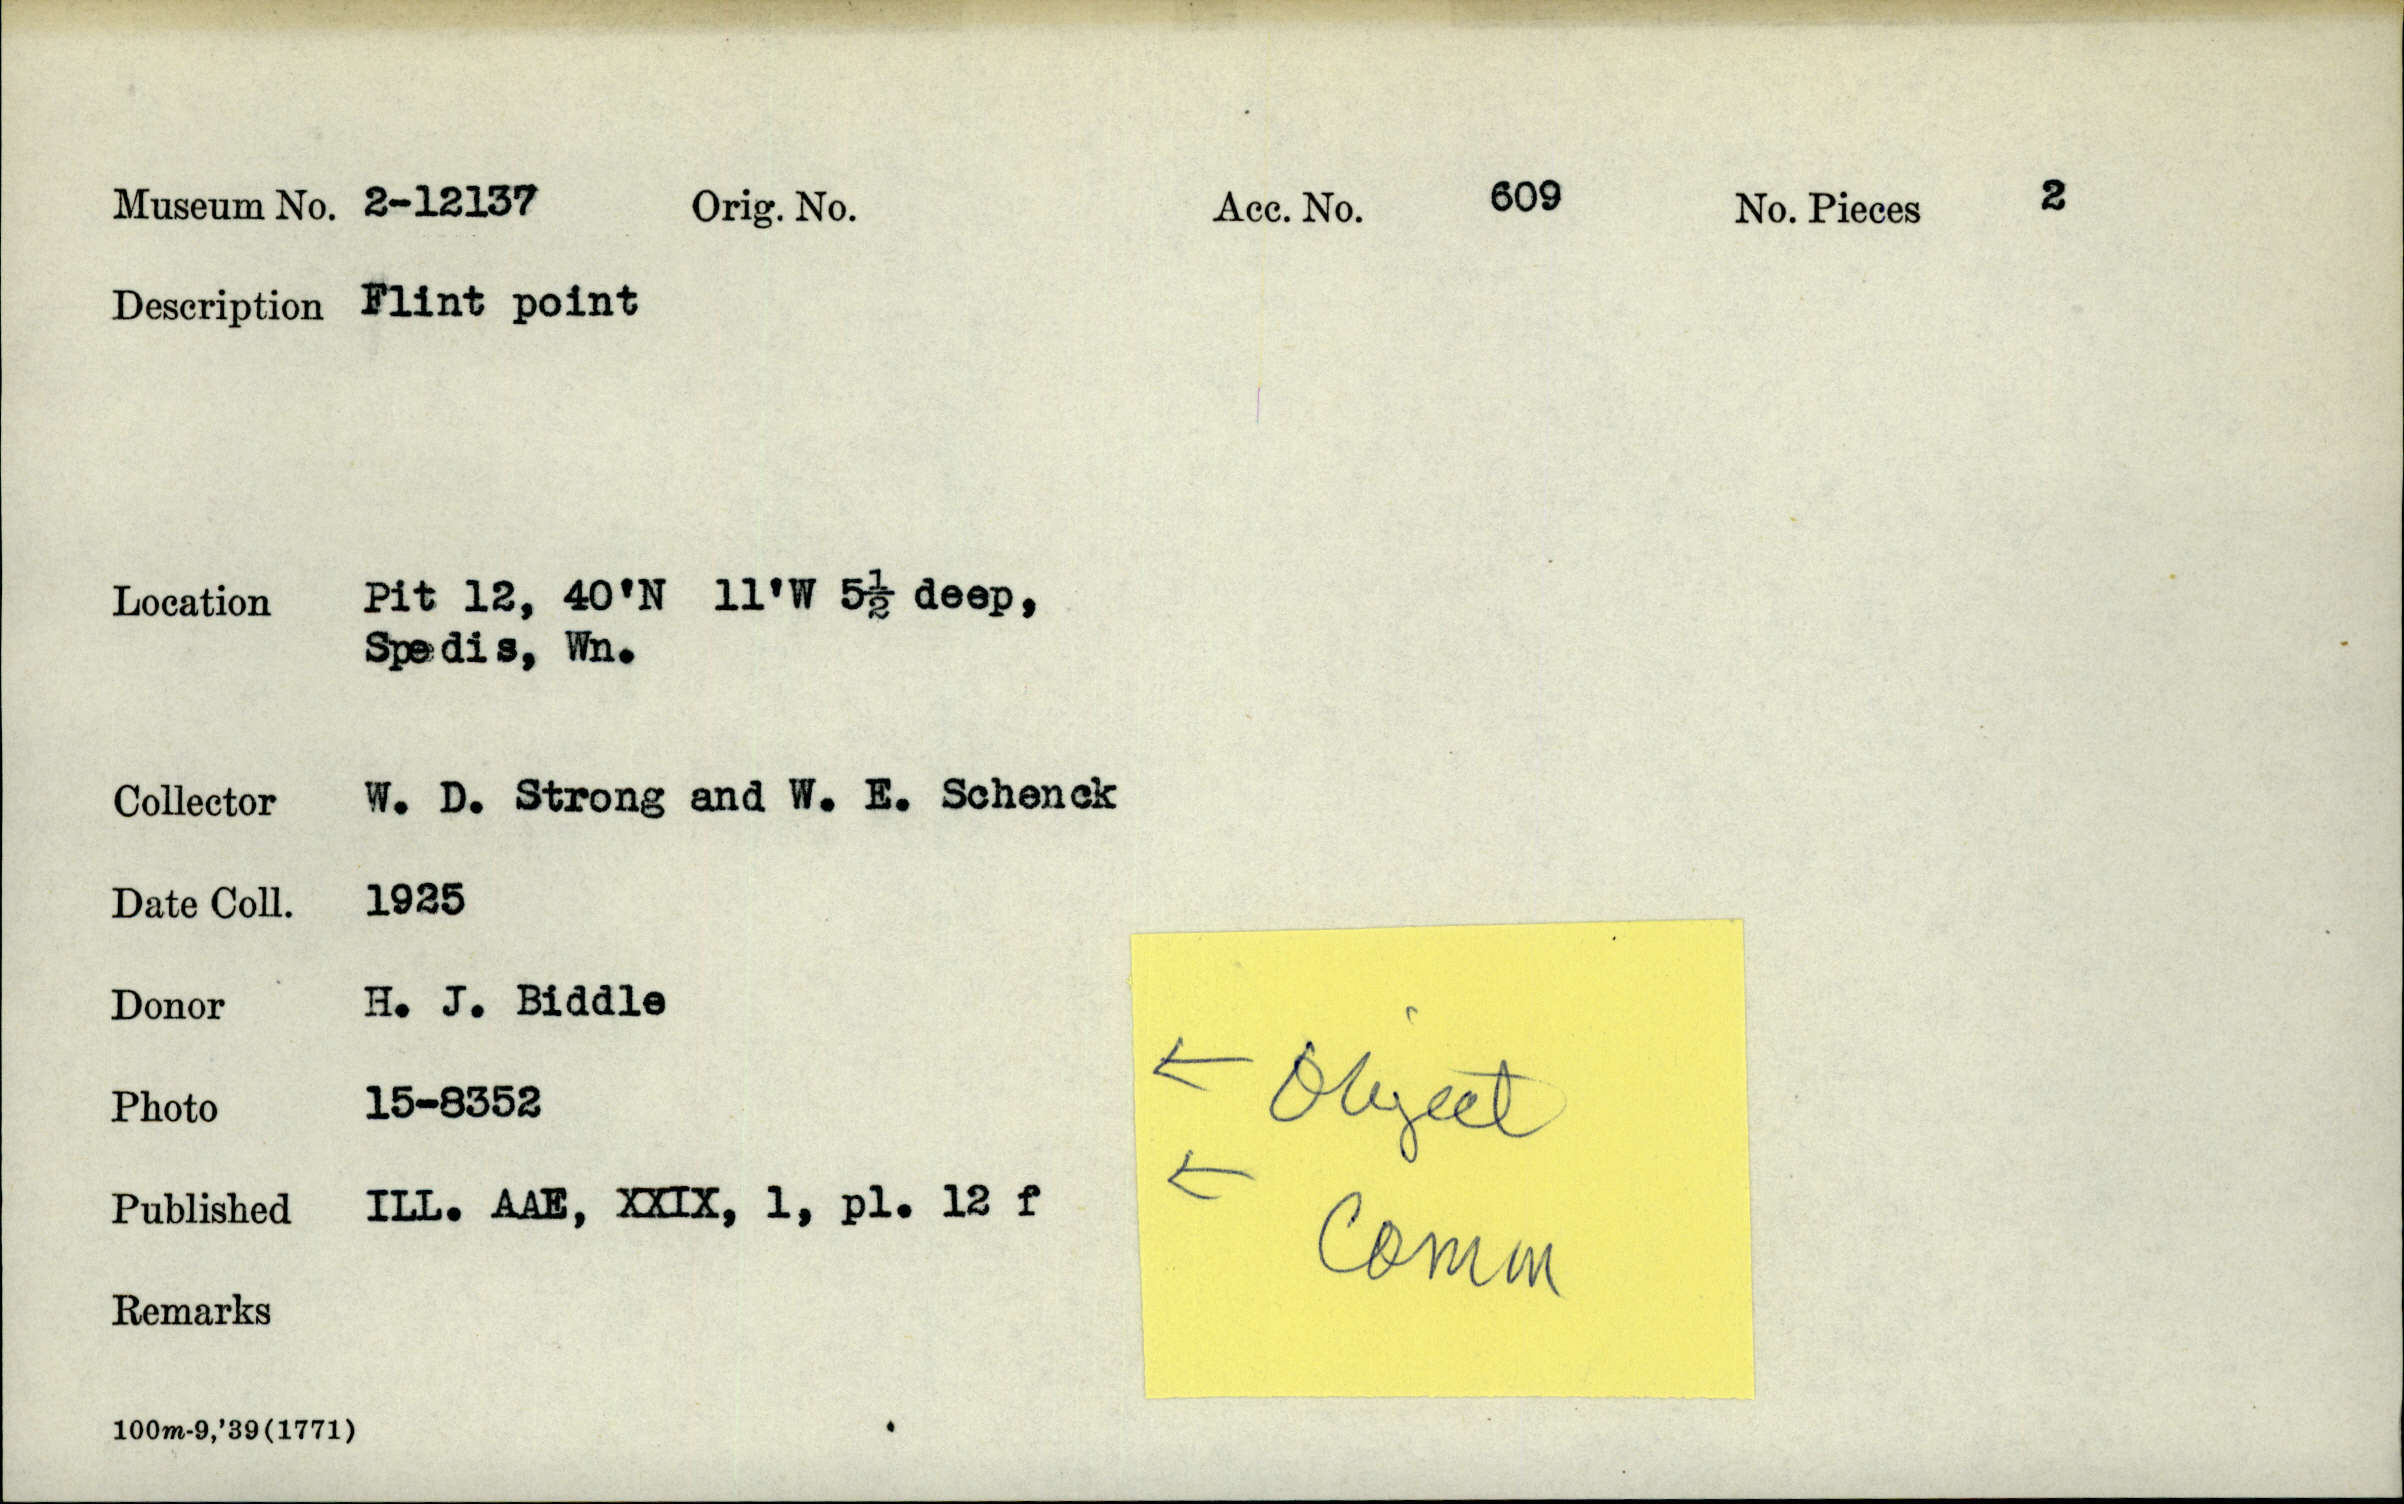 Museum No. 2-12137 Orig. No. Acc. No. 609 No. Pieces 2
Description Flint point
Location Pit 12, 40'N 11'W 5½ deep,
Spedis, Wn.
Collector W. D. Strong and W. E. Schenck
Date Coll. 1925
Donor H. J. Biddle
Photo 15-8352
Published ILL. AAE, XXIX, 1, pl. 12 f
Remarks
100m-9,'39(1771)
← Object
← Comm